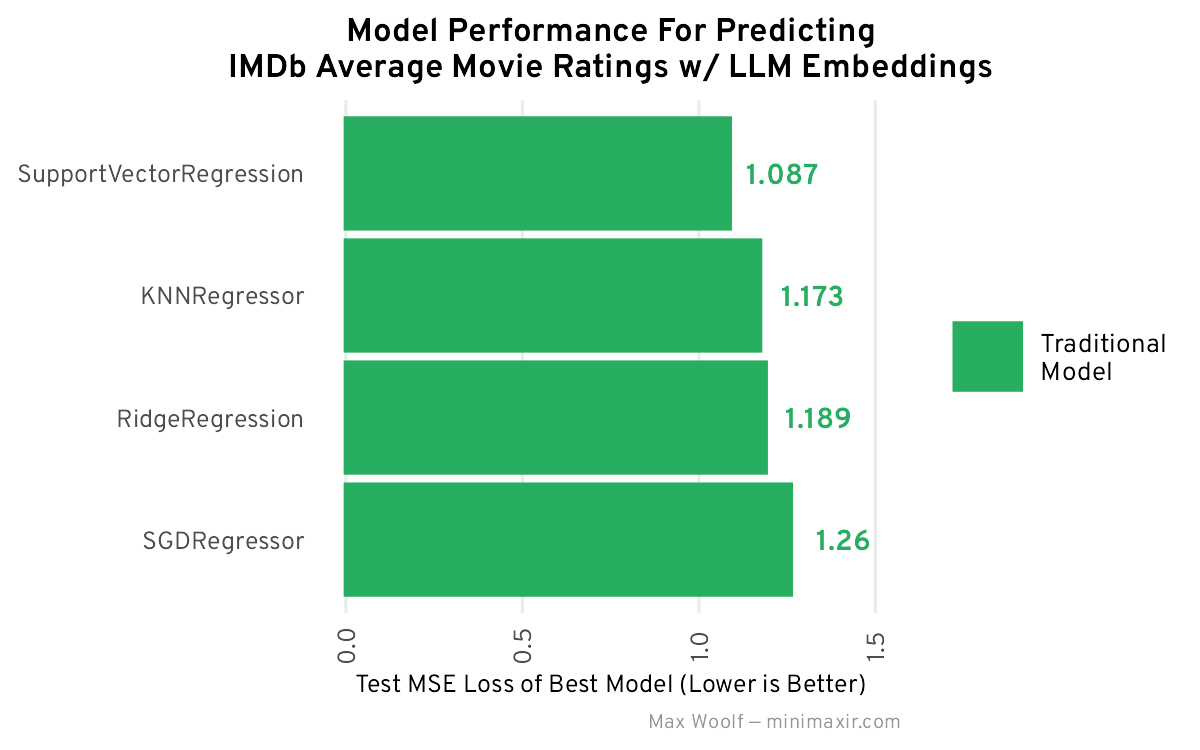 Model Performance For Predicting
IMDb Average Movie Ratings w/ LLM Embeddings
SupportVectorRegression
1.087
KNNRegressor
1.173
RidgeRegression
1.189
SGDRegressor
1.26
Traditional
Model
0.0
0.5
1.0
1.5
Test MSE Loss of Best Model (Lower is Better)
Max Woolf — minimaxir.com